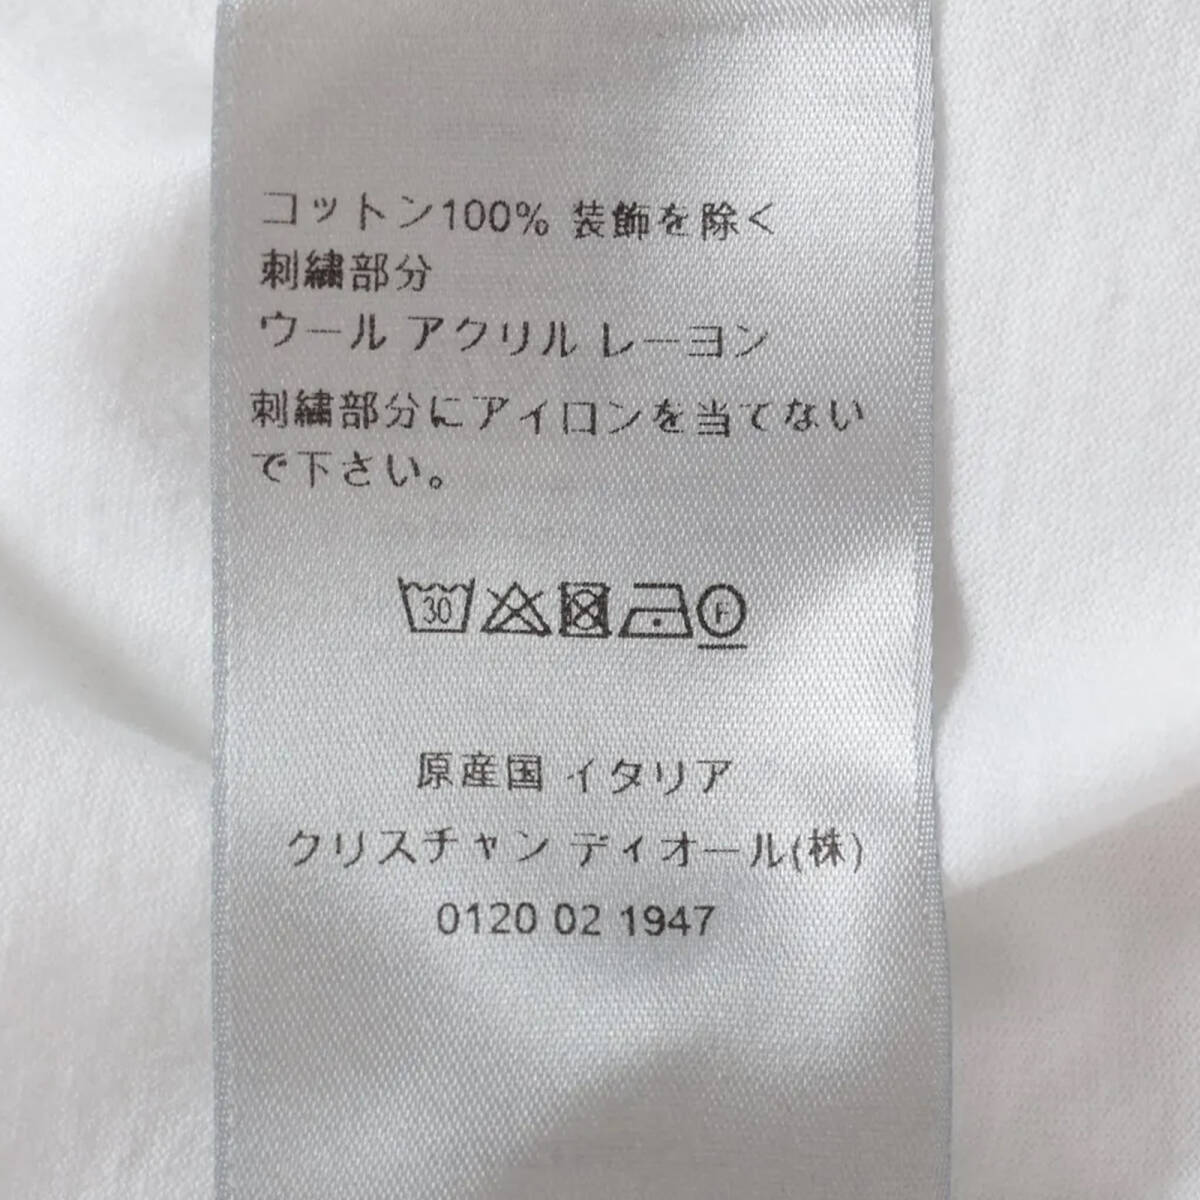 コットン100% 装飾を除く
刺繍部分
ウール アクリル レーヨン
刺繍部分にアイロンを当てない
で下さい。
30 F
原産国 イタリア
クリスチャン ディオール(株)
0120 02 1947